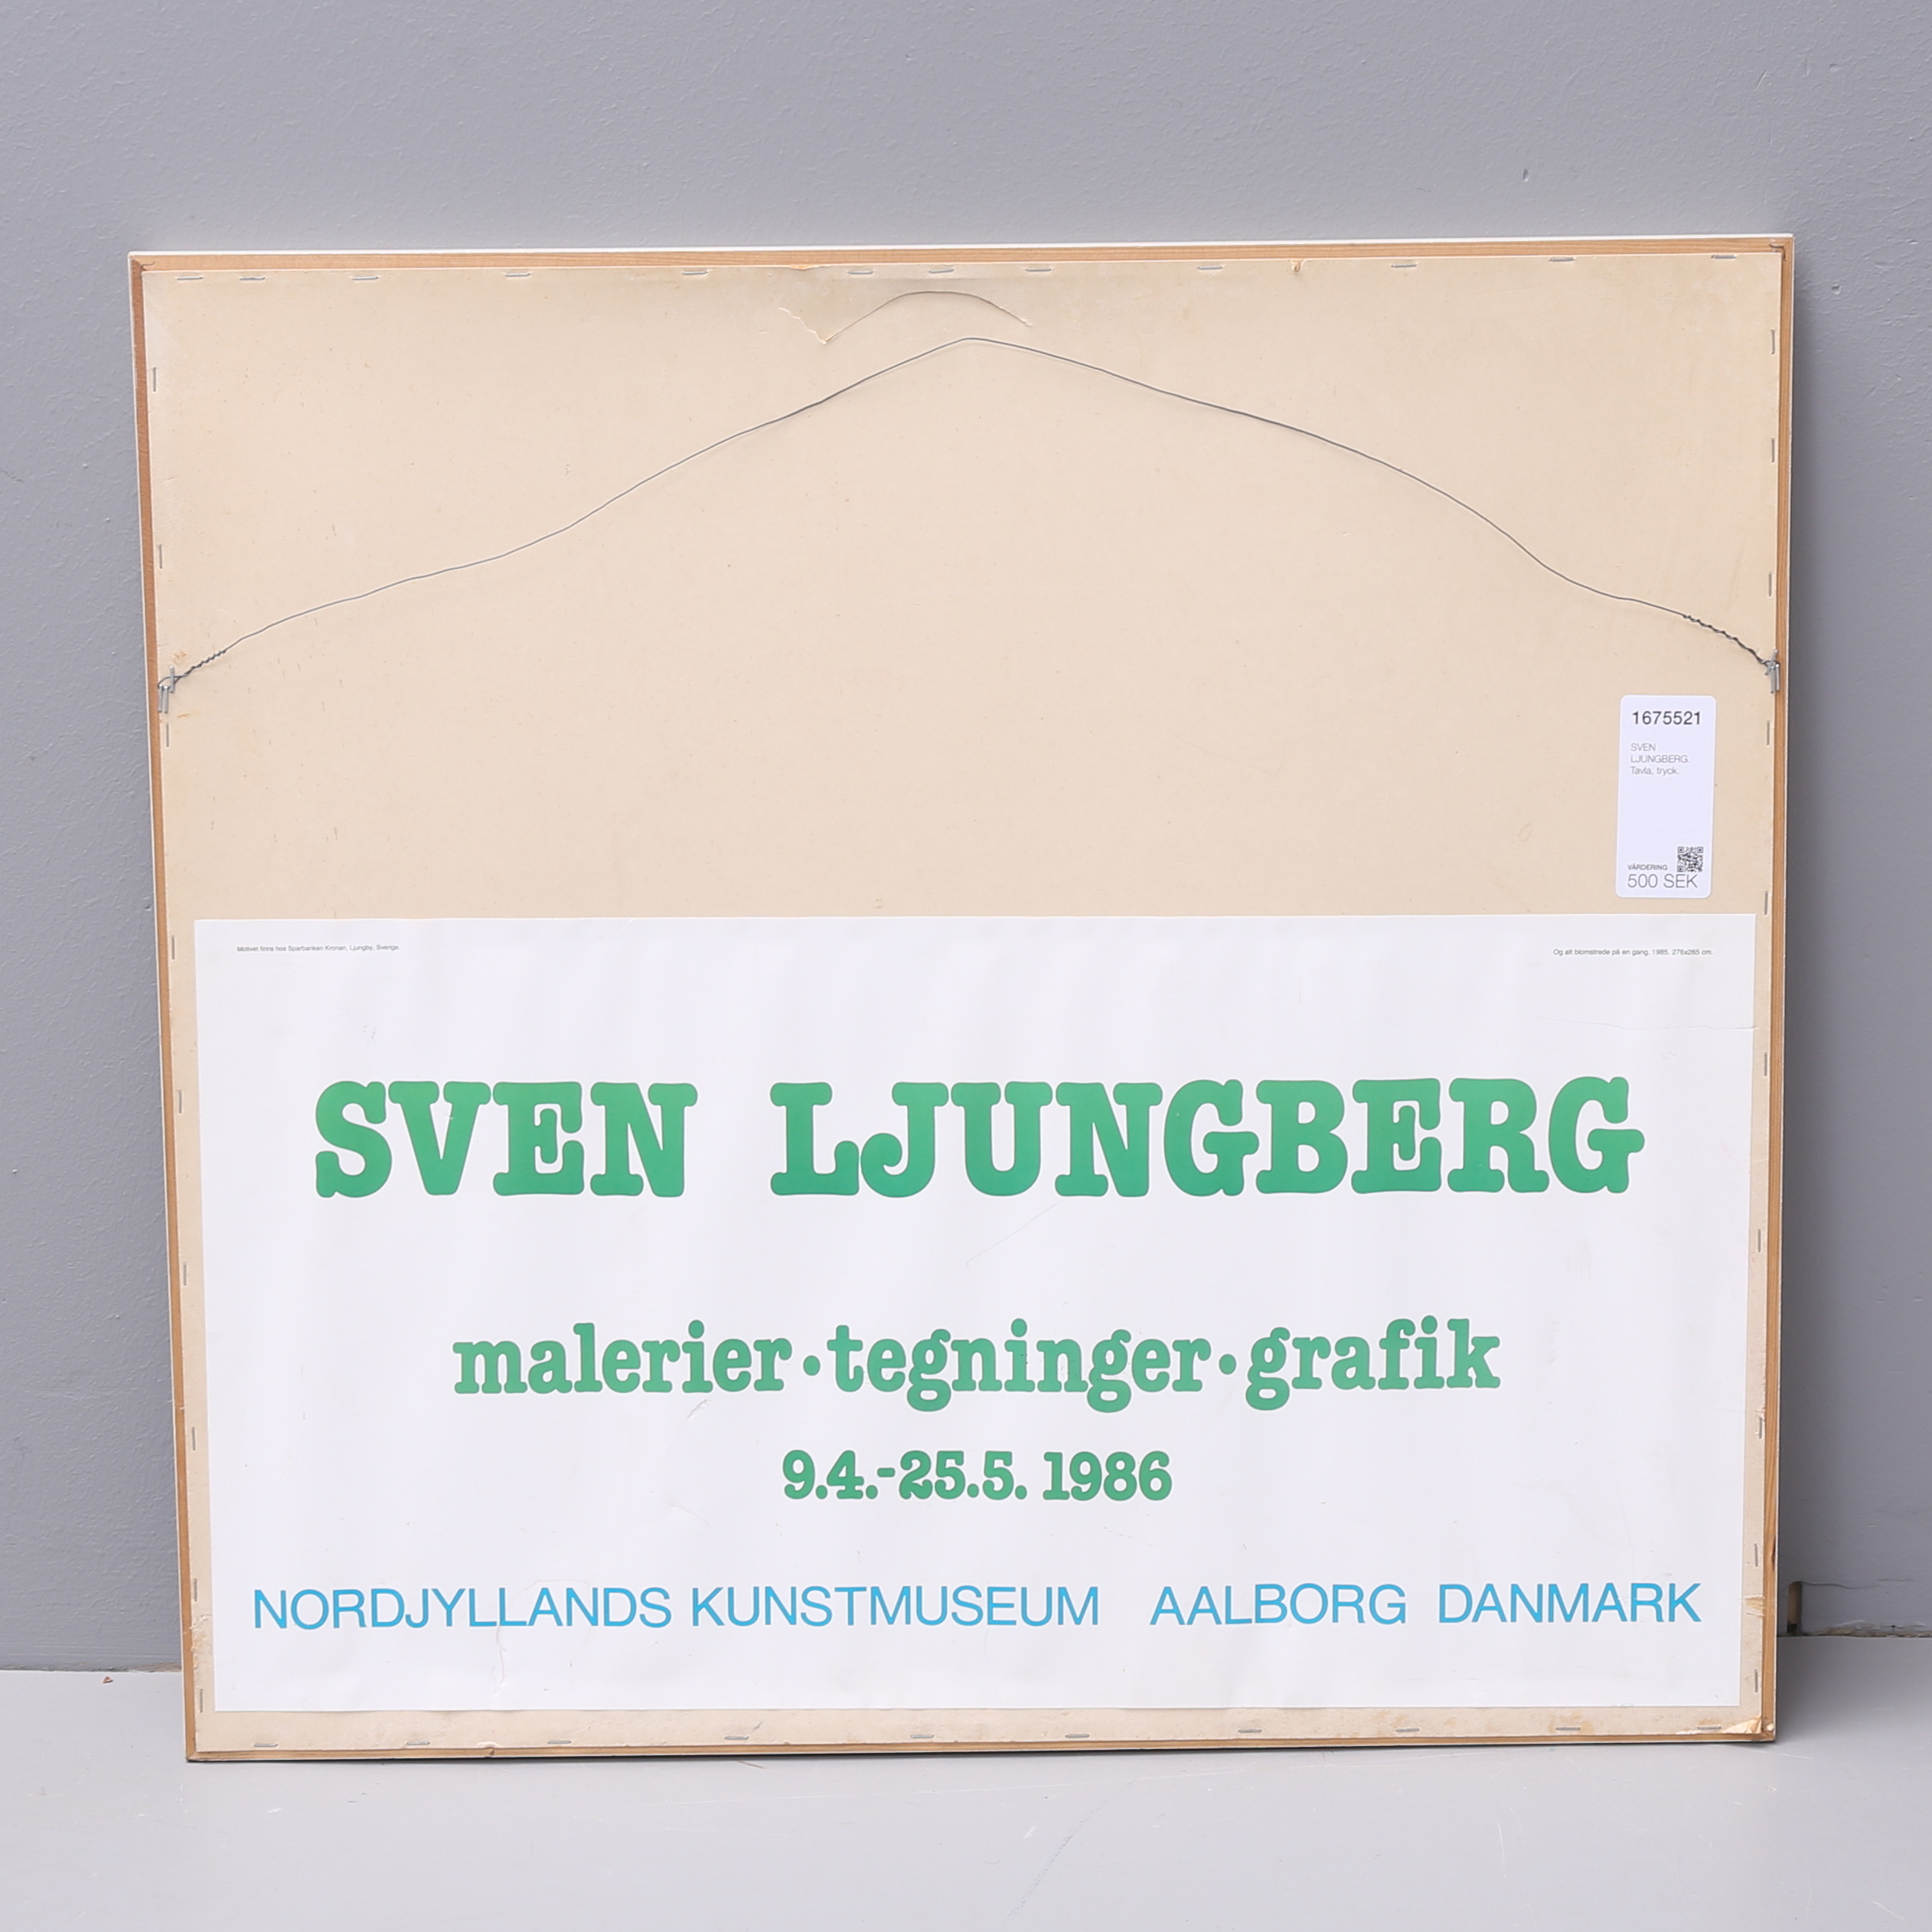 1675521
SVEN
LJUNGBERG.
Tavla, tryck.
VÄRDERING
500 SEK
Motivet finns hos Sparbanken Kronan, Ljungby, Sverige.
Og alt blomstrede på en gang. 1985. 276x265 cm.
SVEN LJUNGBERG
malerier·tegninger·grafik
9.4.-25.5. 1986
NORDJYLLANDS KUNSTMUSEUM AALBORG DANMARK